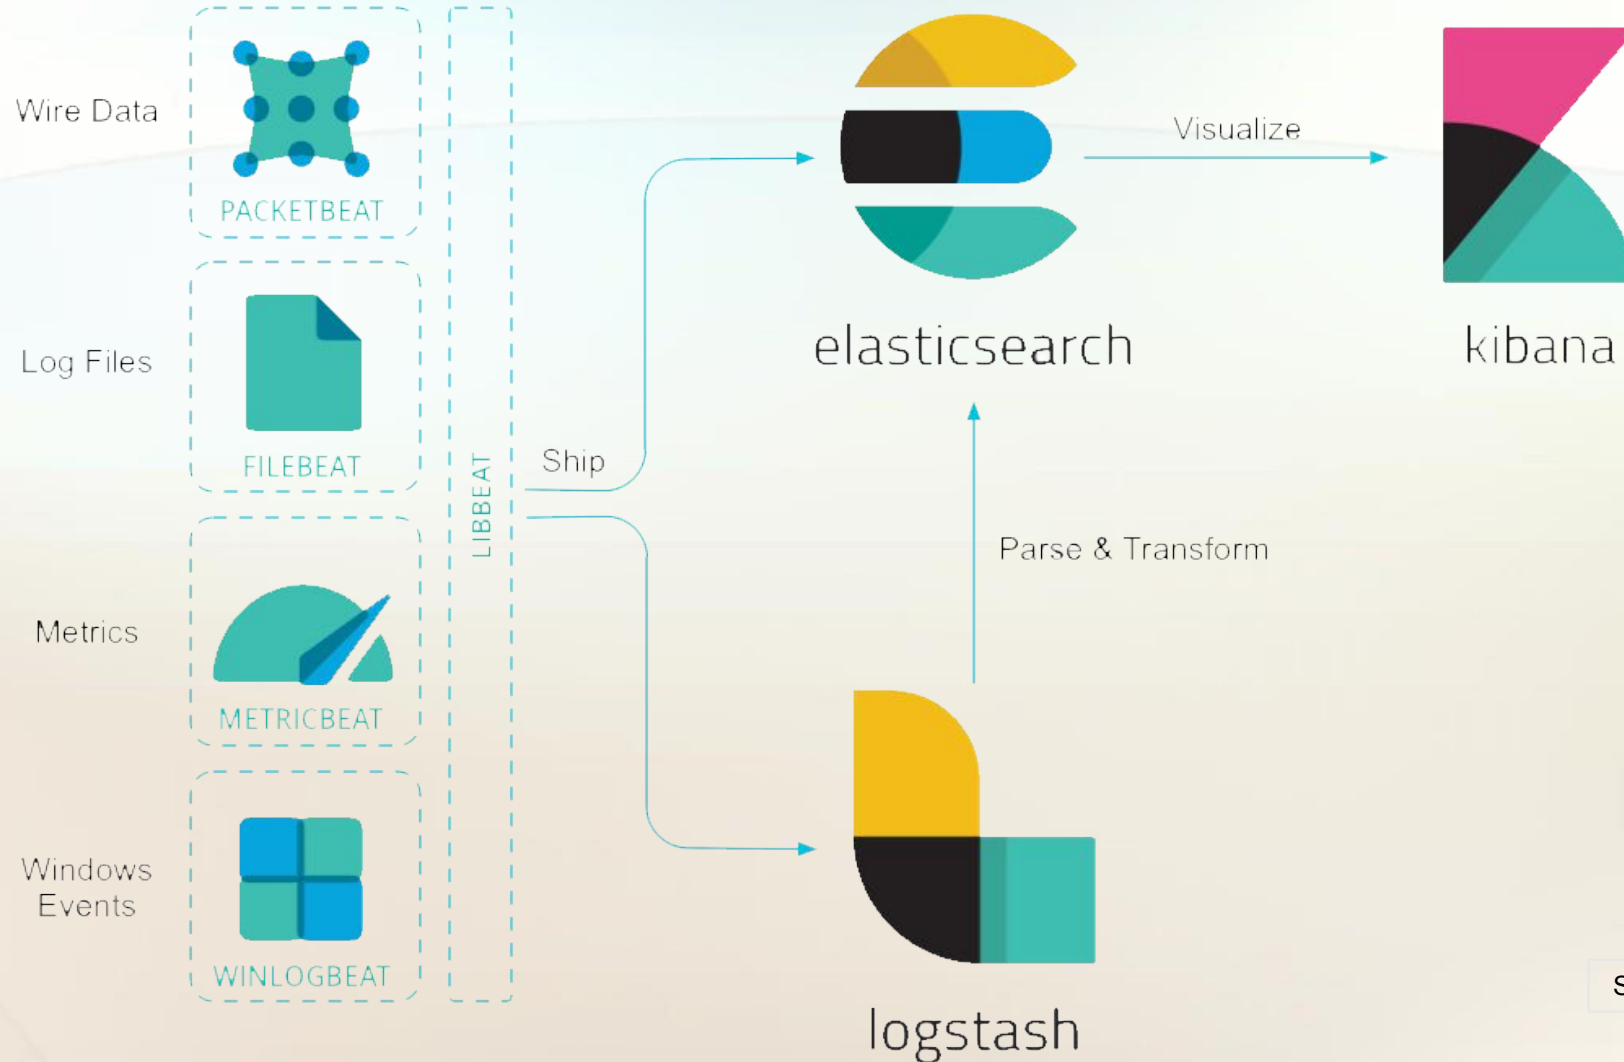 Wire Data
PACKETBEAT
Log Files
FILEBEAT
Metrics
METRICBEAT
Windows
Events
WINLOGBEAT
LIBBEAT
Ship
elasticsearch
Visualize
kibana
Parse & Transform
logstash
S